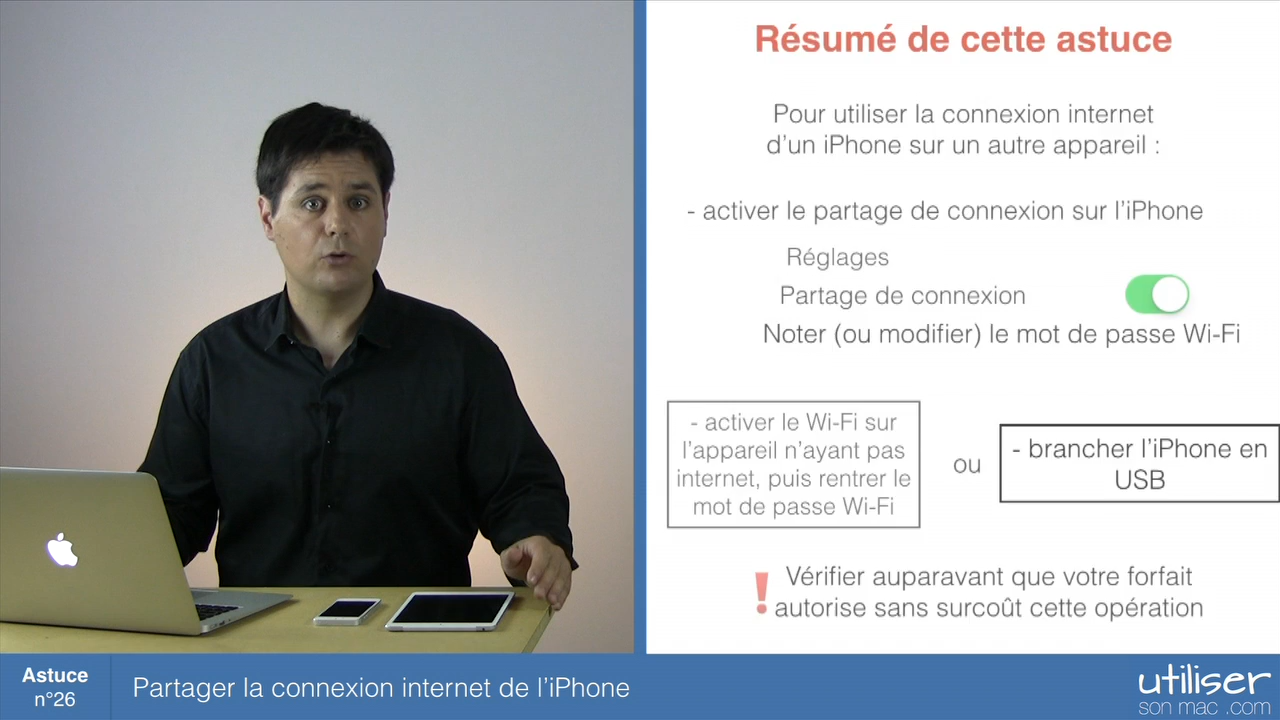 Résumé de cette astuce
Pour utiliser la connexion internet
d'un iPhone sur un autre appareil :
- activer le partage de connexion sur l'iPhone
Réglages
Partage de connexion
Noter (ou modifier) le mot de passe Wi-Fi
- activer le Wi-Fi sur
l'appareil n'ayant pas
internet, puis rentrer le
mot de passe Wi-Fi
ou
- brancher l'iPhone en
USB
! Vérifier auparavant que votre forfait
autorise sans surcoût cette opération
Astuce
n°26
Partager la connexion internet de l'iPhone
utiliser
son mac .com